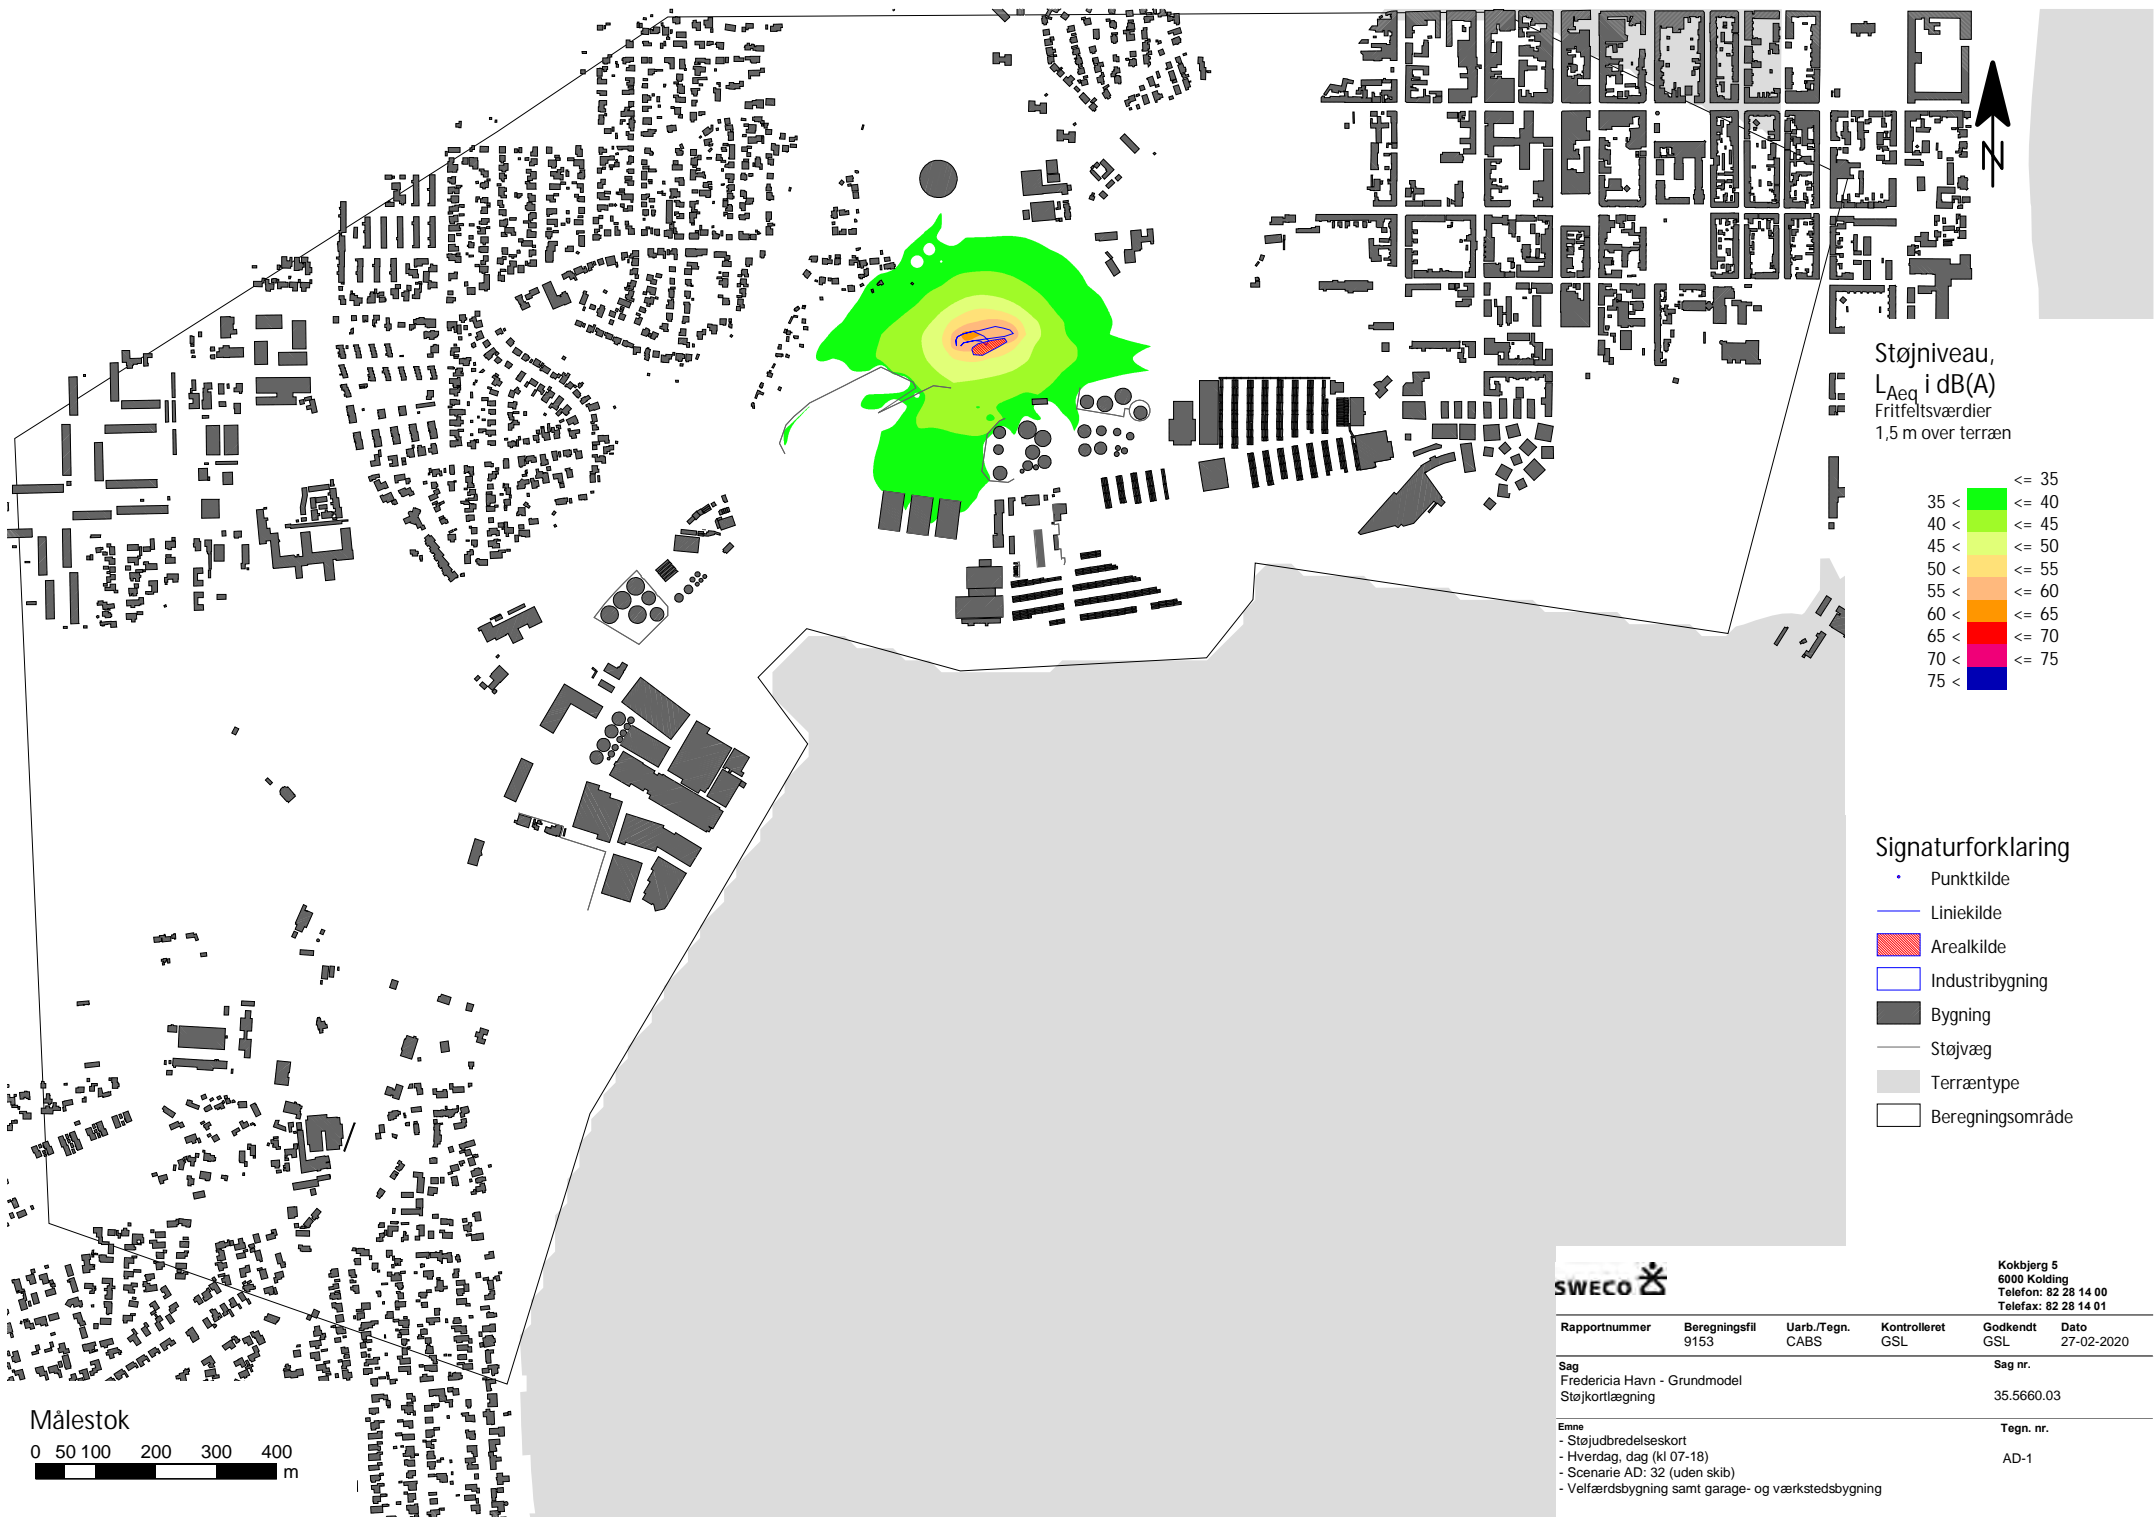 N
Støjniveau,
LAeq i dB(A)
Fritfeltsværdier
1,5 m over terræn
<= 35
35 < <= 40
40 < <= 45
45 < <= 50
50 < <= 55
55 < <= 60
60 < <= 65
65 < <= 70
70 < <= 75
75 <
Signaturforklaring
Punktkilde
Liniekilde
Arealkilde
Industribygning
Bygning
Støjvæg
Terræntype
Beregningsområde
Målestok
0 50 100 200 300 400
m
SWECO
Kokbjerg 5
6000 Kolding
Telefon: 82 28 14 00
Telefax: 82 28 14 01
Rapportnummer Beregningsfil Uarb./Tegn. Kontrolleret Godkendt Dato
9153 CABS GSL GSL 27-02-2020
Sag Sag nr.
Fredericia Havn - Grundmodel
Støjkortlægning 35.5660.03
Emne Tegn. nr.
- Støjudbredelseskort
- Hverdag, dag (kl 07-18) AD-1
- Scenarie AD: 32 (uden skib)
- Velfærdsbygning samt garage- og værkstedsbygning